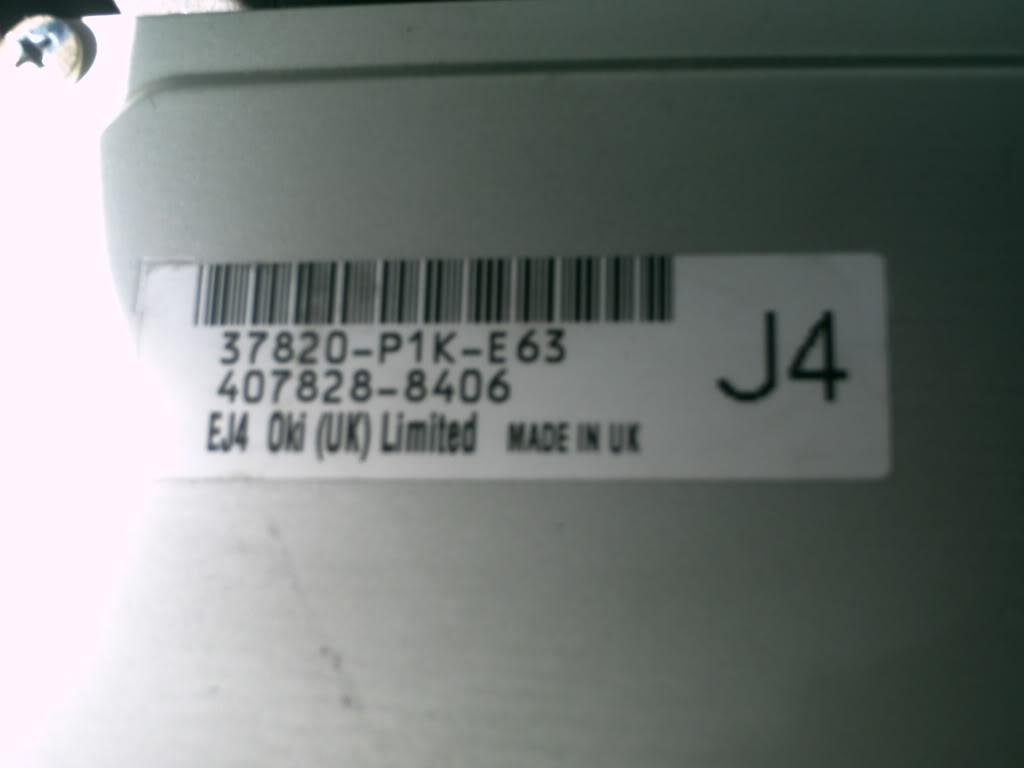 37820-P1K-E63
407828-8406
EJ4 Oki (UK) Limited MADE IN UK
J4